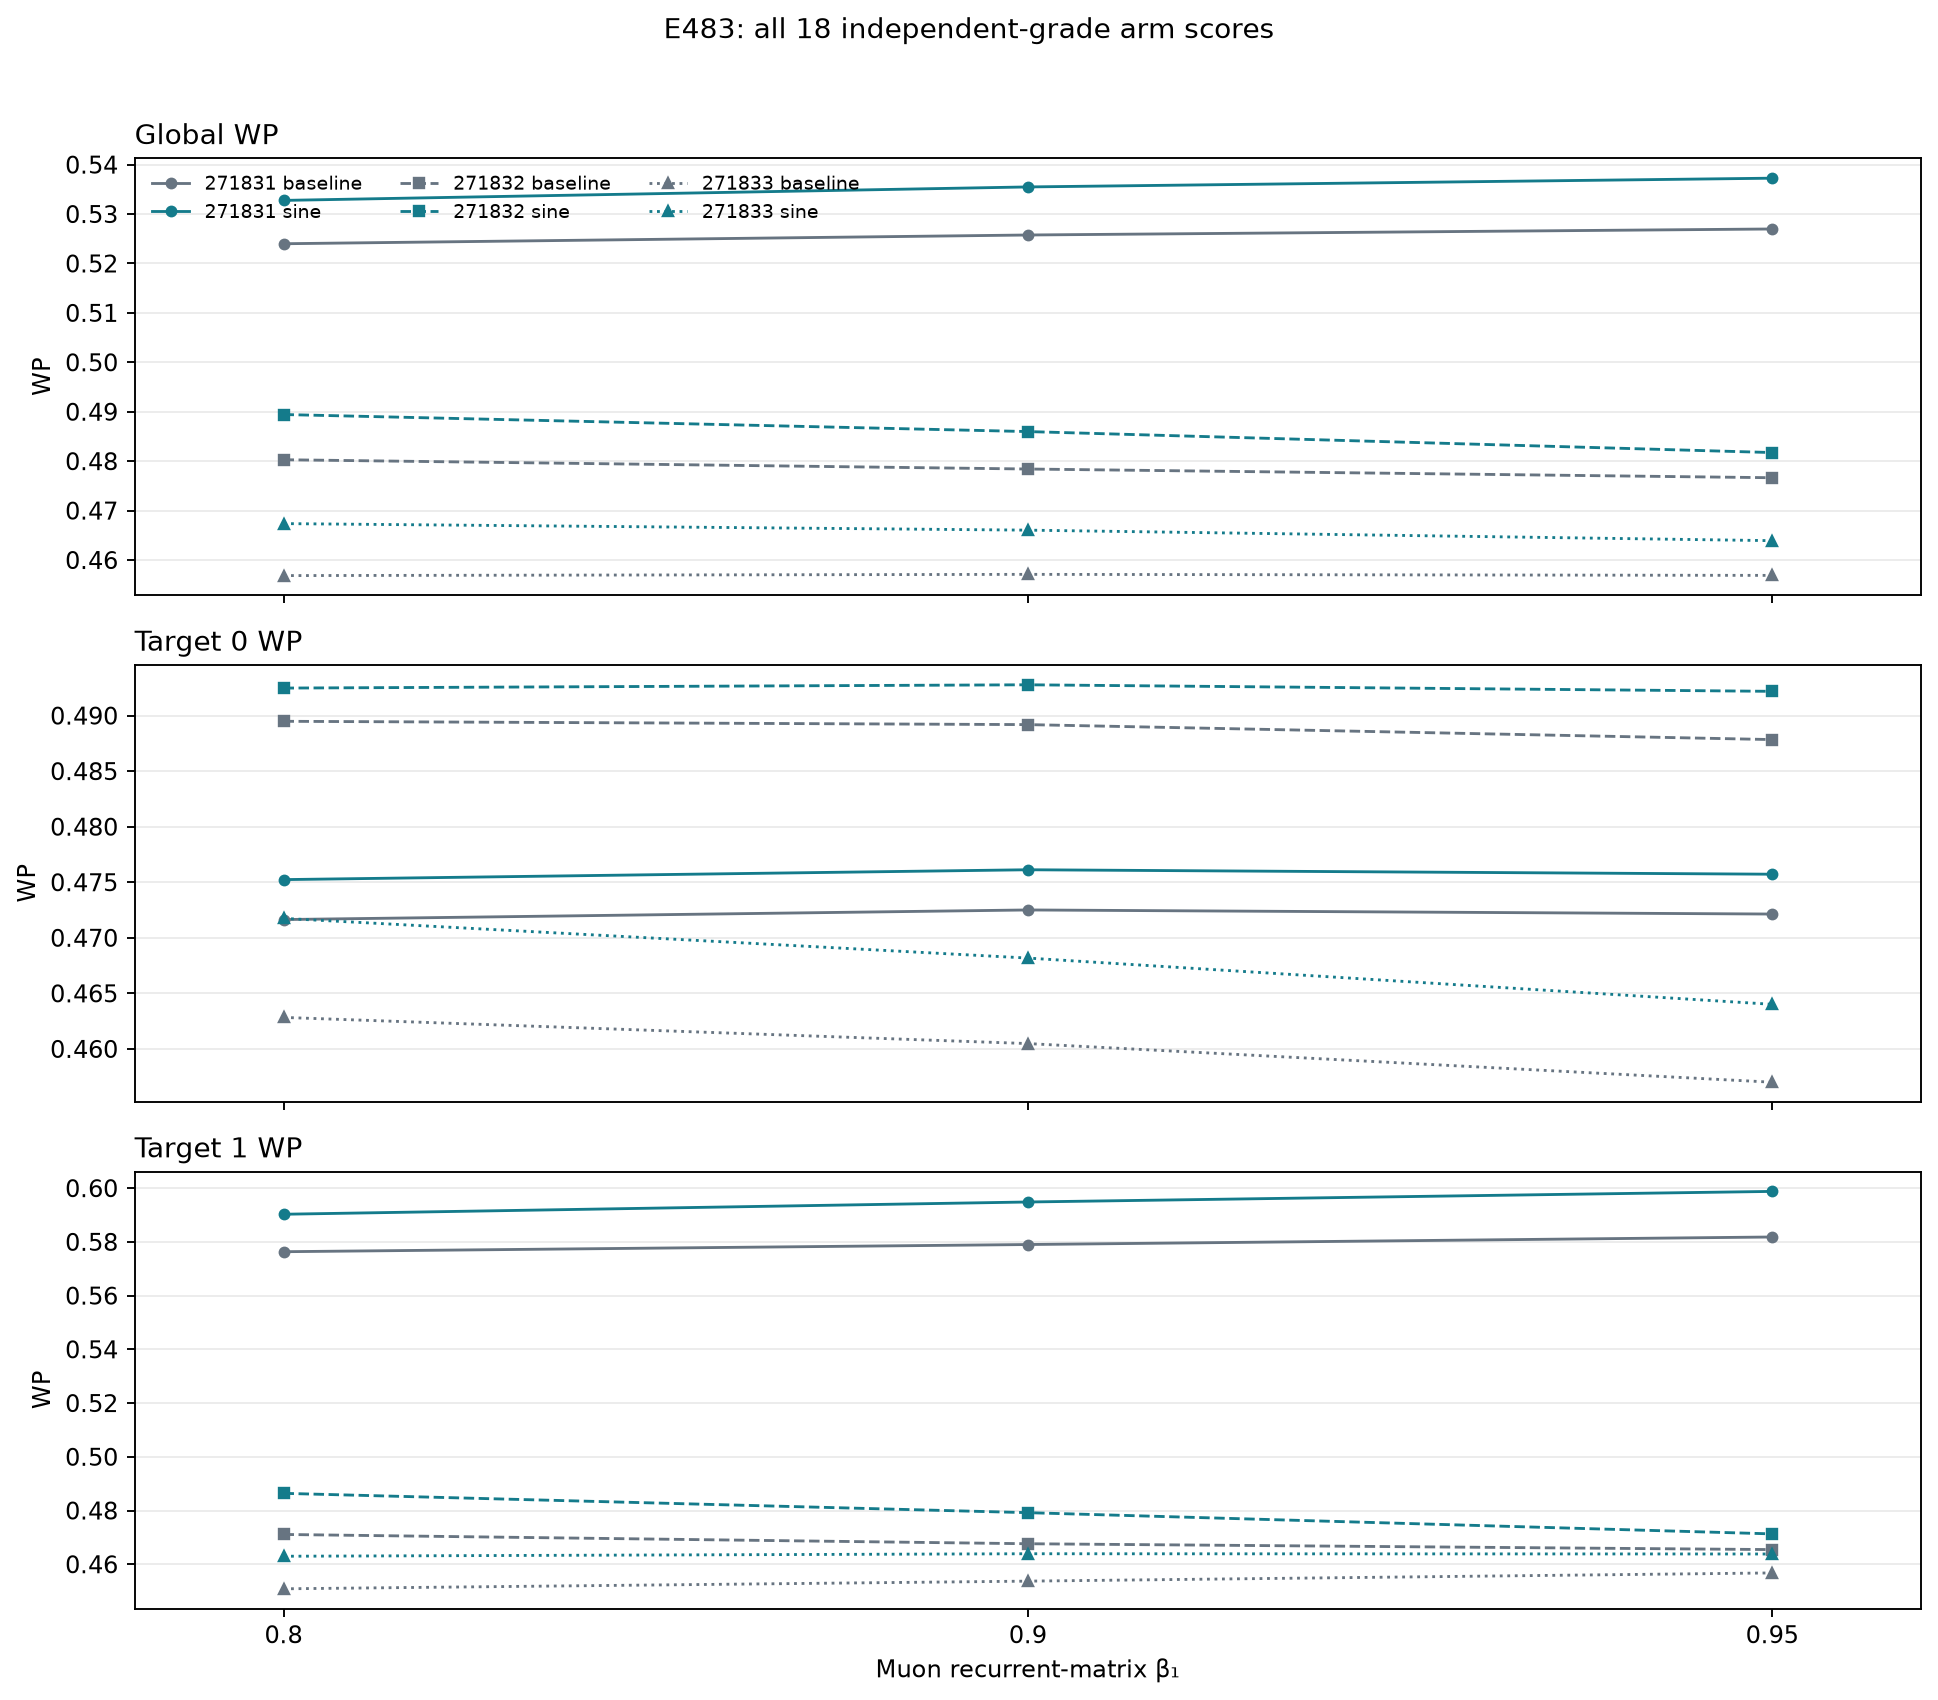 E483: all 18 independent-grade arm scores
Global WP
0.54
0.53
0.52
0.51
0.50
0.49
0.48
0.47
0.46
WP
271831 baseline 271832 baseline 271833 baseline
271831 sine 271832 sine 271833 sine
Target 0 WP
0.490
0.485
0.480
0.475
0.470
0.465
0.460
WP
Target 1 WP
0.60
0.58
0.56
0.54
0.52
0.50
0.48
0.46
WP
0.8 0.9 0.95
Muon recurrent-matrix β₁